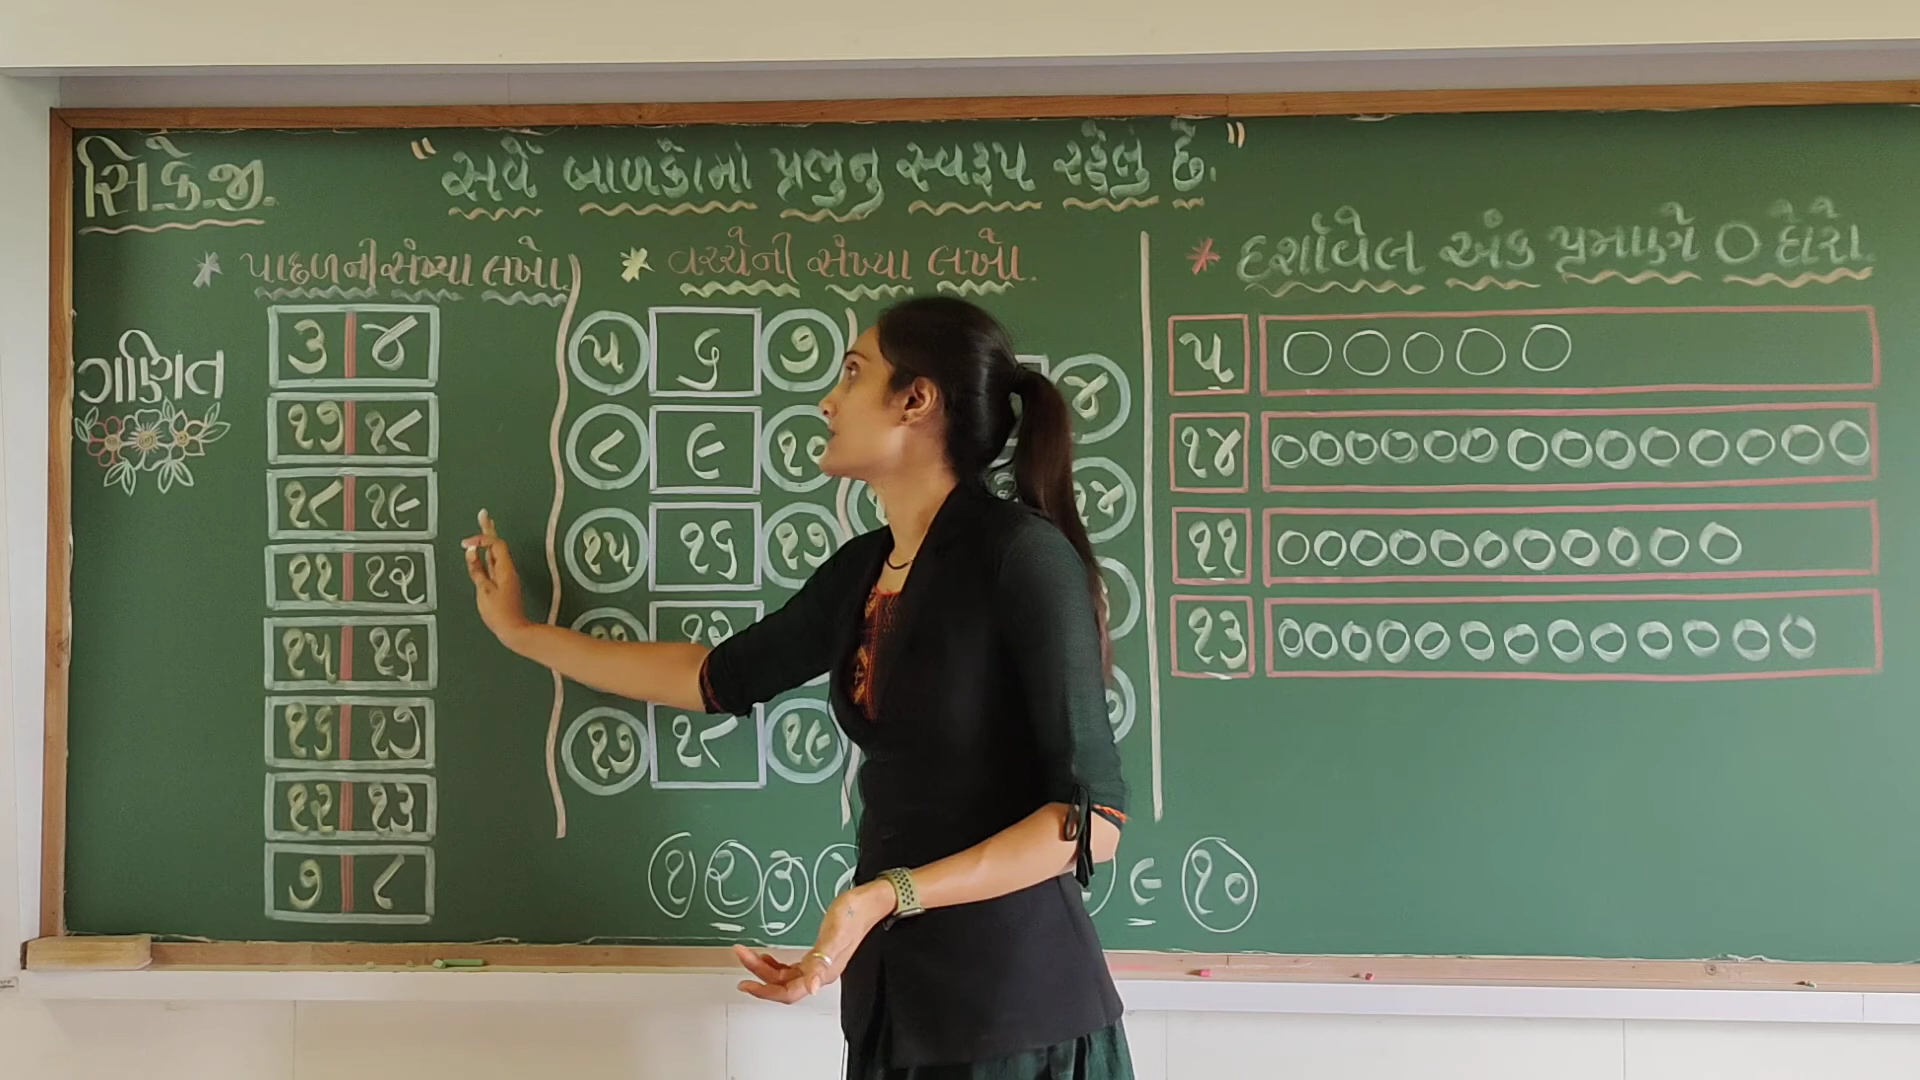 સિ.કે.જી.
" સર્વે બાળકોમાં પ્રભુનુ સ્વરૂપ રહેલું છે. "
* પાછળની સંખ્યા લખો.
* વચ્ચેની સંખ્યા લખો.
* દર્શાવેલ અંક પ્રમાણે O દોરો.
ગણિત
૩ ૪
૧૭ ૧૮
૧૮ ૧૯
૧૧ ૧૨
૧૫ ૧૬
૧૬ ૧૭
૧૨ ૧૩
૭ ૮
૫ ૬ ૭
૮ ૯ ૧૦
૧૫ ૧૬ ૧૭
૧૭ ૧૮ ૧૯
૪
૫ O O O O O
૧૪ O O O O O O O O O O O O O O
૧૧ O O O O O O O O O O O
૧૩ O O O O O O O O O O O O O
૧ ૨ ૩ ૯ ૧૦